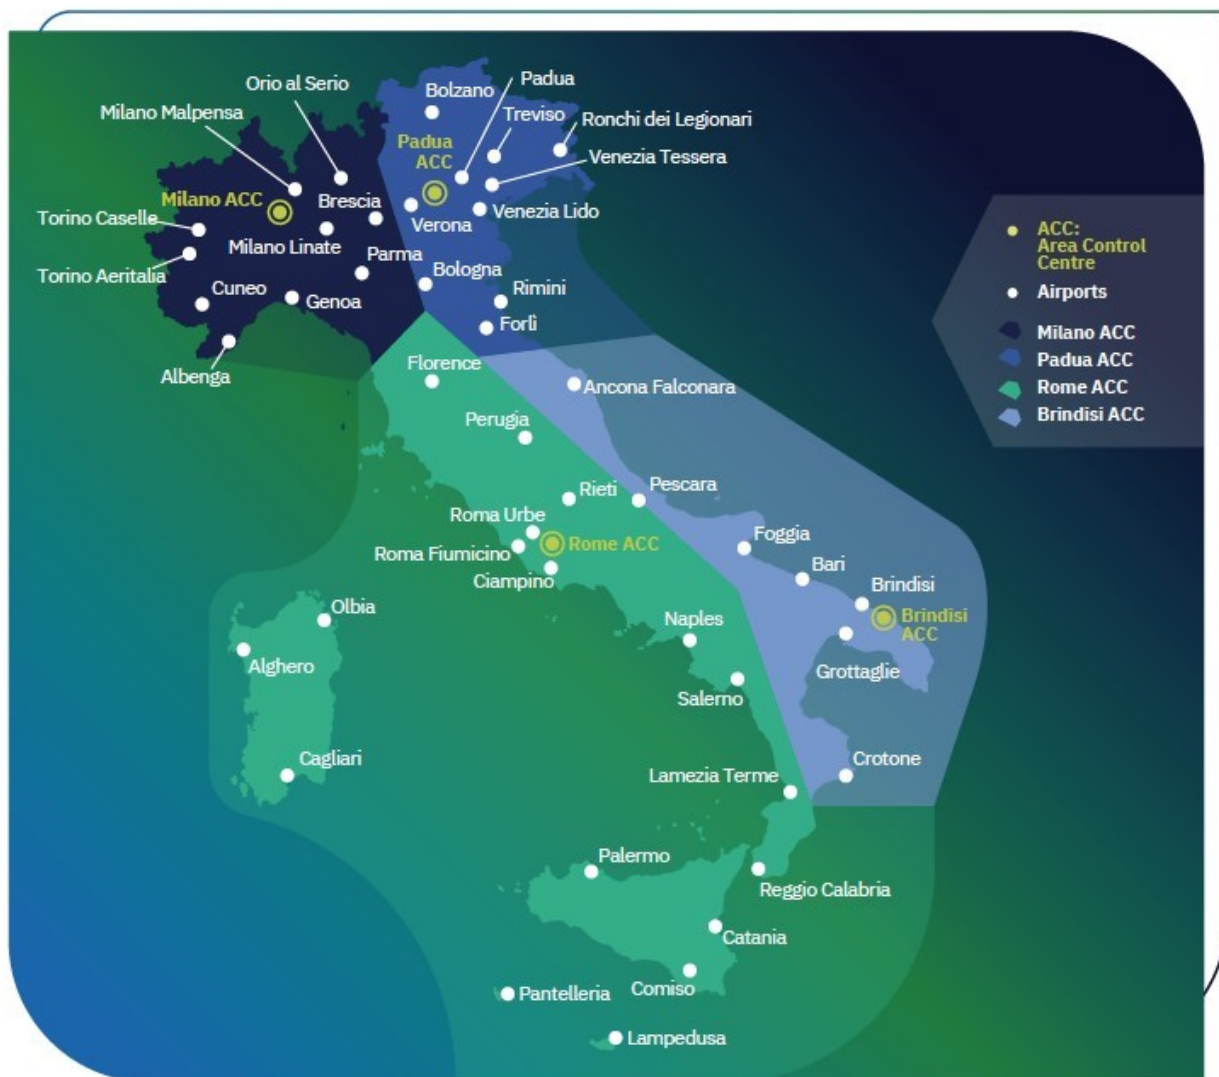 Padua
Orio al Serio
Bolzano
Treviso
Milano Malpensa
Ronchi dei Legionari
Padua
ACC
Venezia Tessera
Milano ACC
Brescia
Torino Caselle
Verona
Venezia Lido
Milano Linate
Parma
Torino Aeritalia
Bologna
Cuneo
Genoa
Rimini
Forlì
Albenga
Florence
Ancona Falconara
Perugia
Rieti
Pescara
Roma Urbe
Foggia
Roma Fiumicino
Rome ACC
Ciampino
Bari
Brindisi
Olbia
Naples
Brindisi
ACC
Alghero
Grottaglie
Salerno
Cagliari
Lamezia Terme
Crotone
Palermo
Reggio Calabria
Catania
Comiso
Pantelleria
Lampedusa
ACC:
Area Control
Centre
Airports
Milano ACC
Padua ACC
Rome ACC
Brindisi ACC